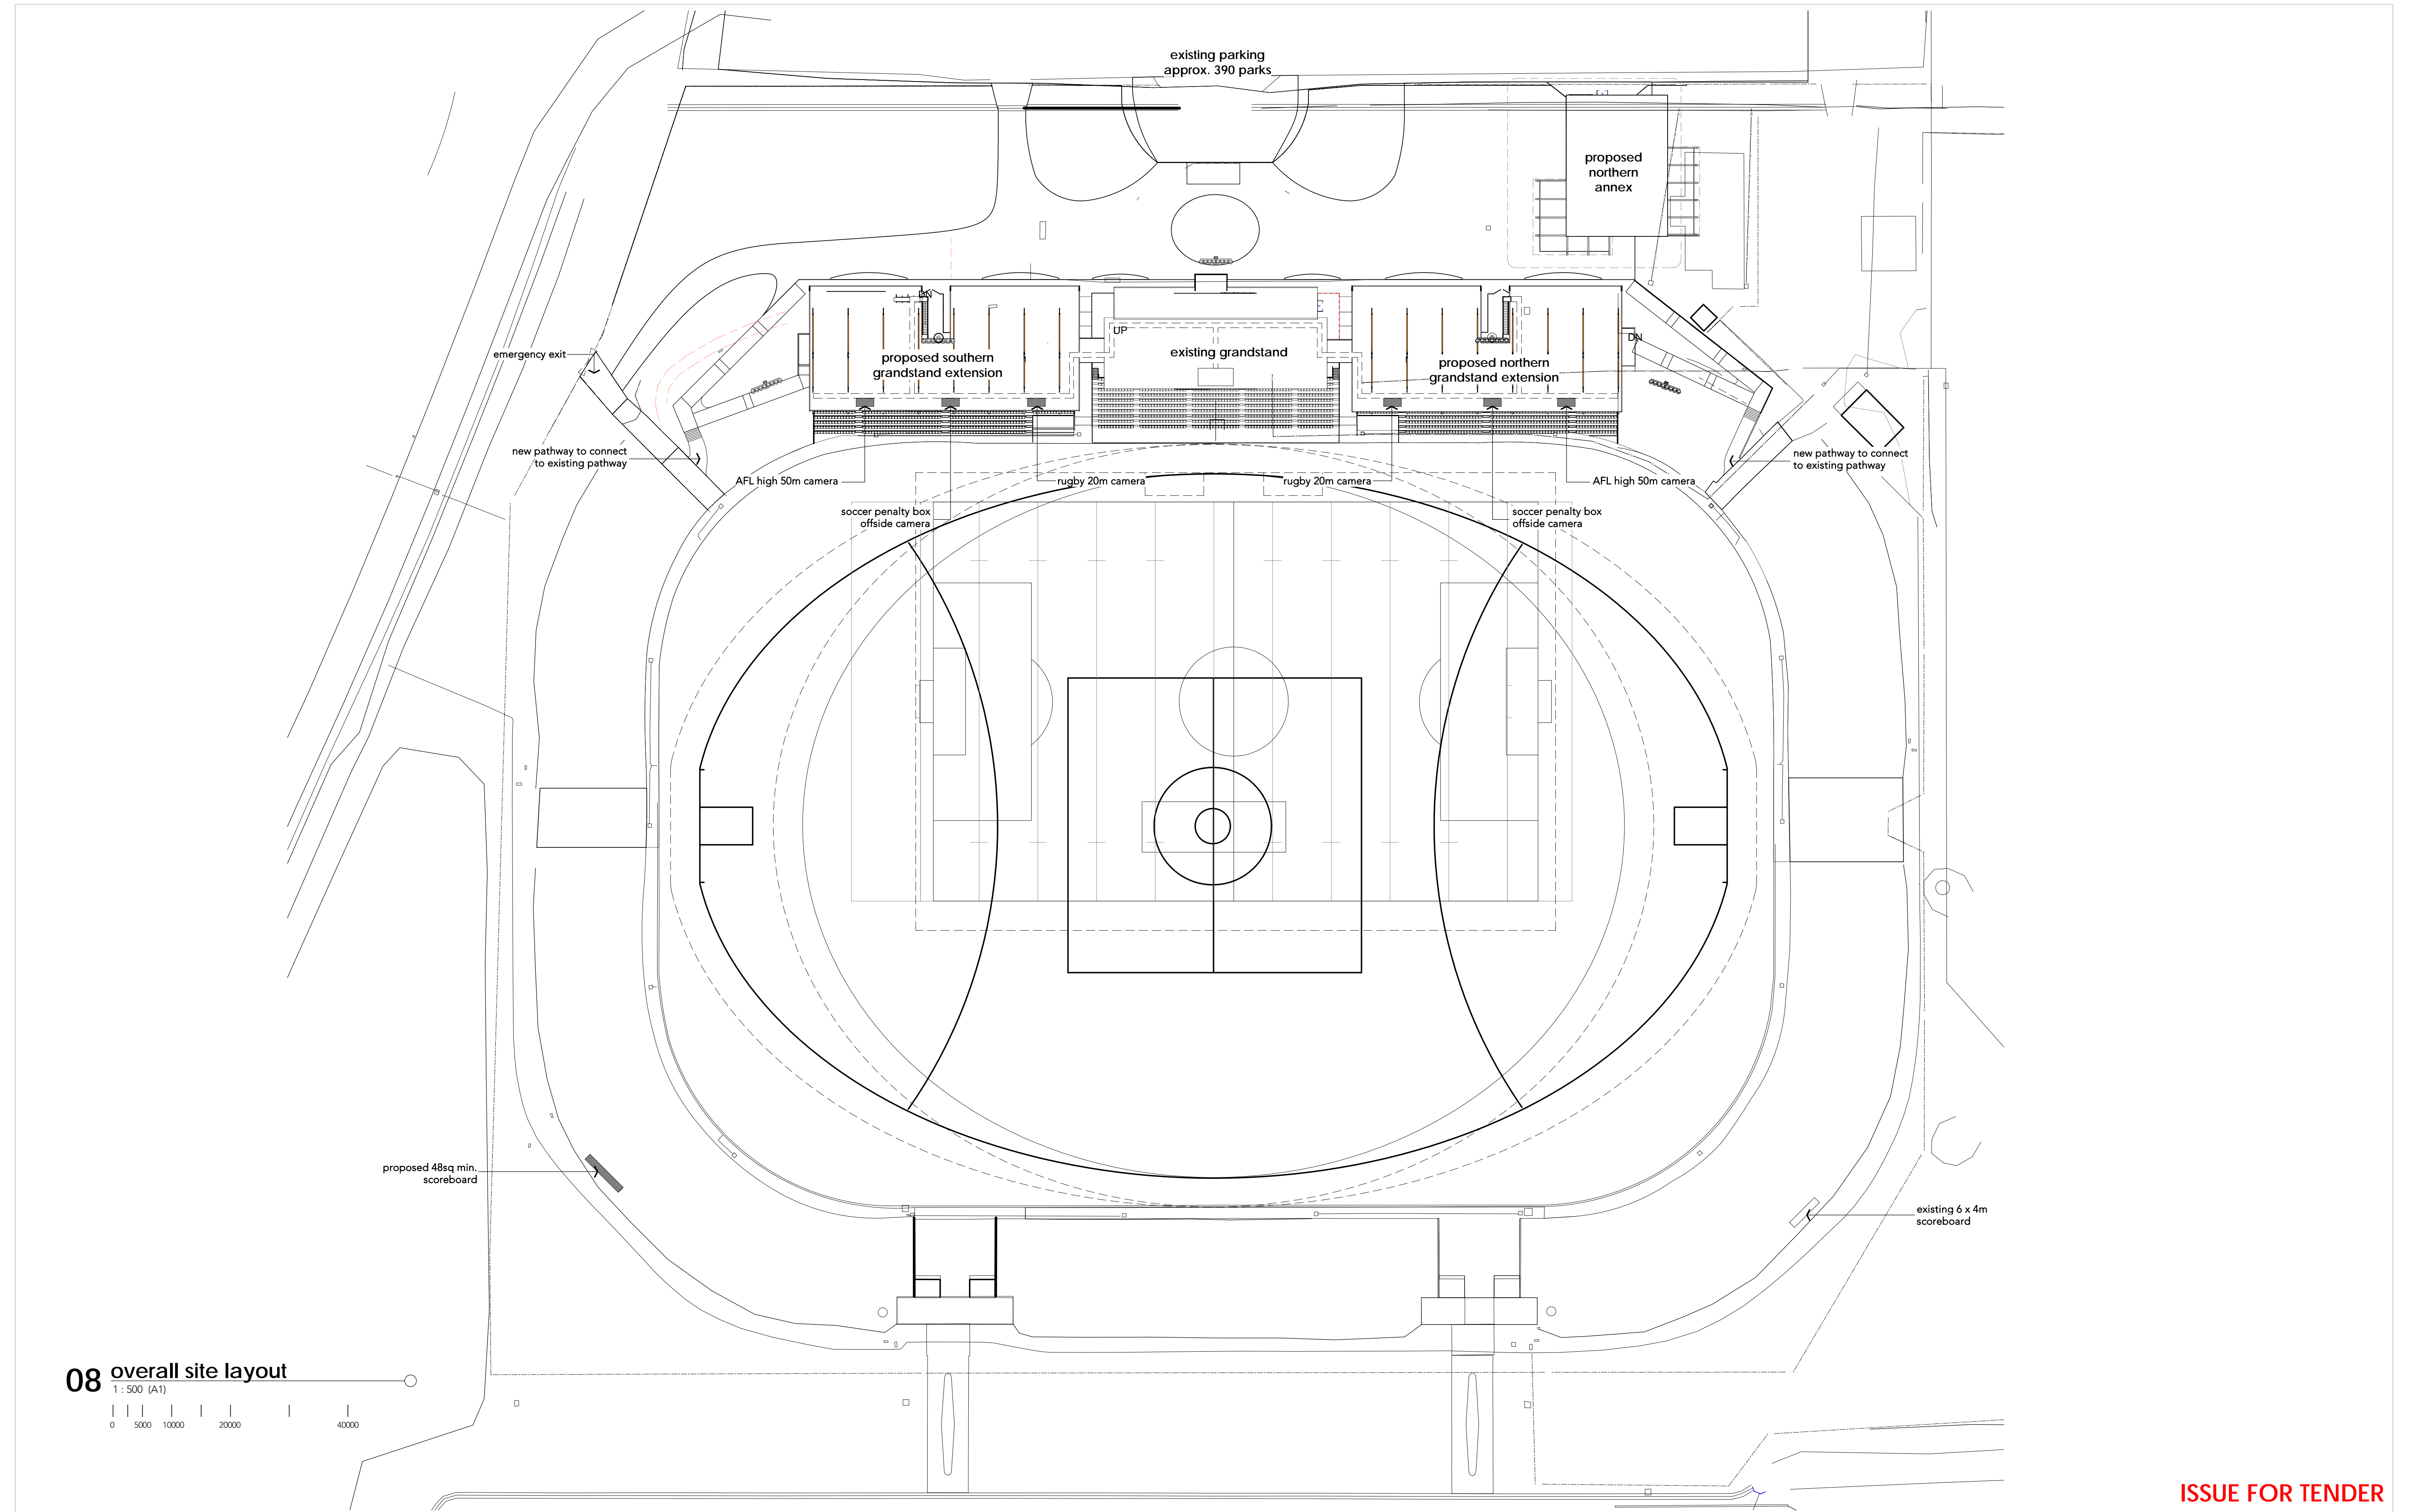 existing parking
approx. 390 parks
proposed
northern
annex
DN
UP
existing grandstand
DN
proposed southern
grandstand extension
proposed northern
grandstand extension
emergency exit
new pathway to connect
to existing pathway
new pathway to connect
to existing pathway
AFL high 50m camera
rugby 20m camera
rugby 20m camera
AFL high 50m camera
soccer penalty box
offside camera
soccer penalty box
offside camera
proposed 48sq min.
scoreboard
existing 6 x 4m
scoreboard
08 overall site layout
1 : 500 (A1)
0 5000 10000 20000 40000
ISSUE FOR TENDER